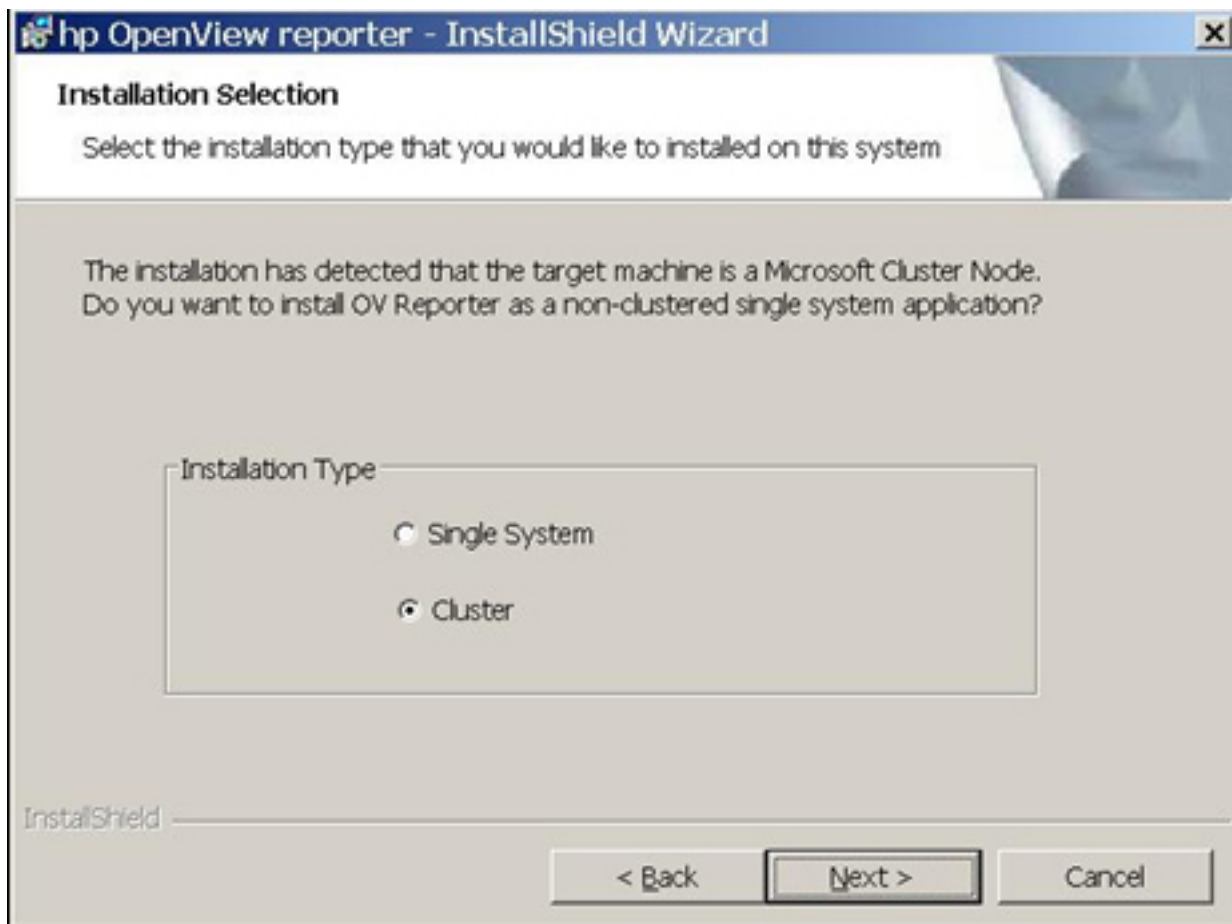 hp OpenView reporter - InstallShield Wizard
Installation Selection
Select the installation type that you would like to installed on this system
The installation has detected that the target machine is a Microsoft Cluster Node.
Do you want to install OV Reporter as a non-clustered single system application?
Installation Type
Single System
Cluster
InstallShield
< Back
Next >
Cancel